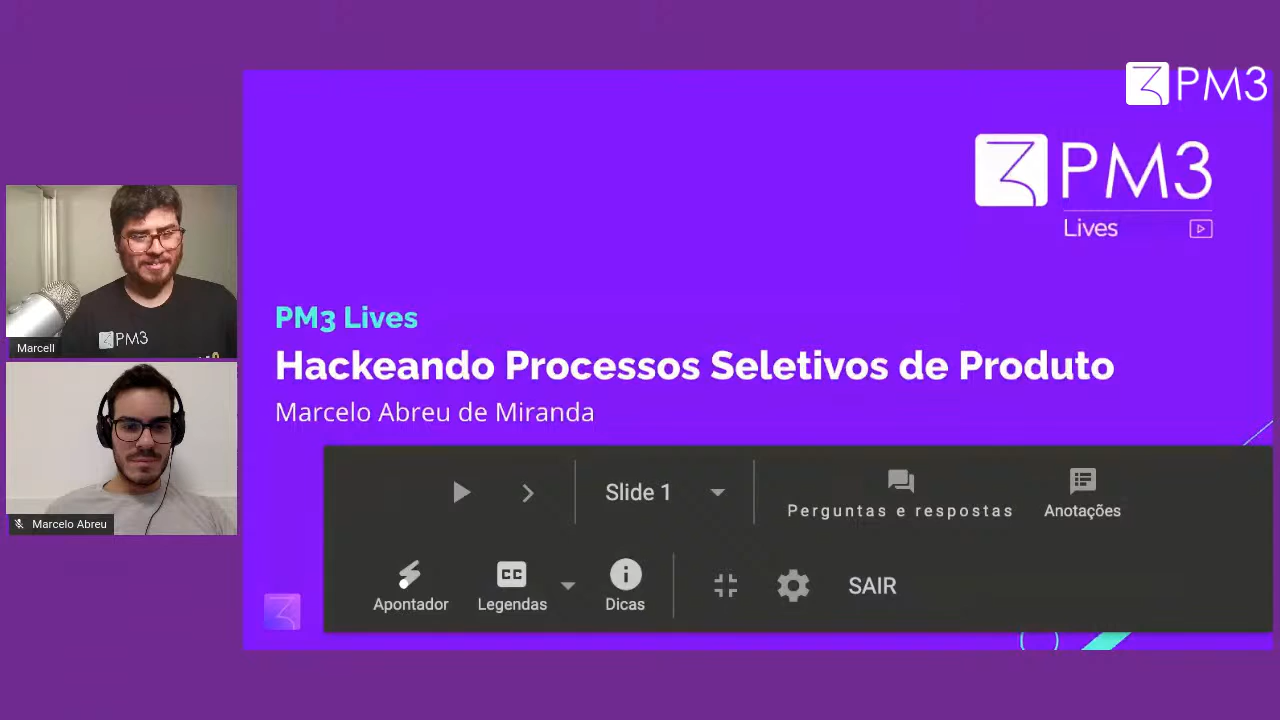 PM3
PM3
Lives
PM3 Lives
Hackeando Processos Seletivos de Produto
Marcelo Abreu de Miranda
PM3
Marcell
Marcelo Abreu
Slide 1
Perguntas e respostas
Anotações
CC
Apontador
Legendas
Dicas
SAIR